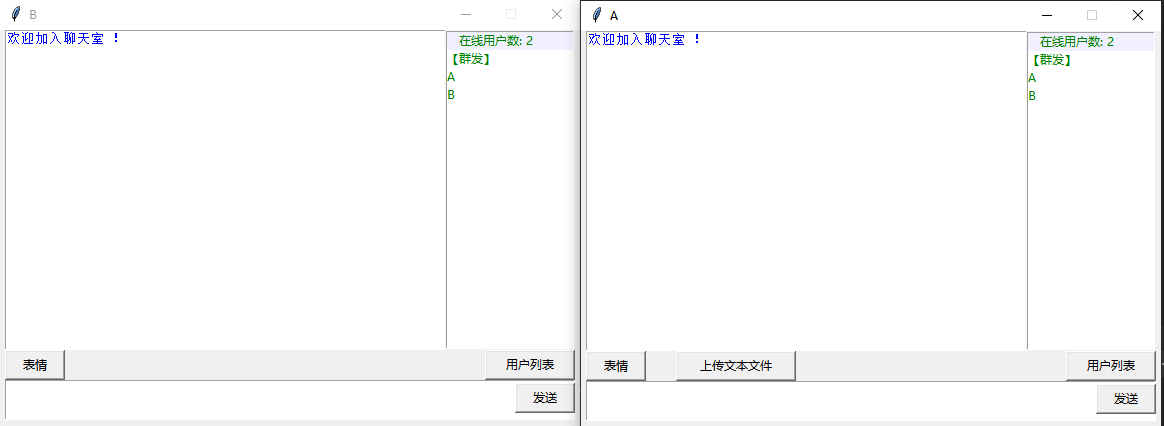 B
欢迎加入聊天室 !
在线用户数: 2
【群发】
A
B
表情
用户列表
发送
A
欢迎加入聊天室 !
在线用户数: 2
【群发】
A
B
表情
上传文本文件
用户列表
发送